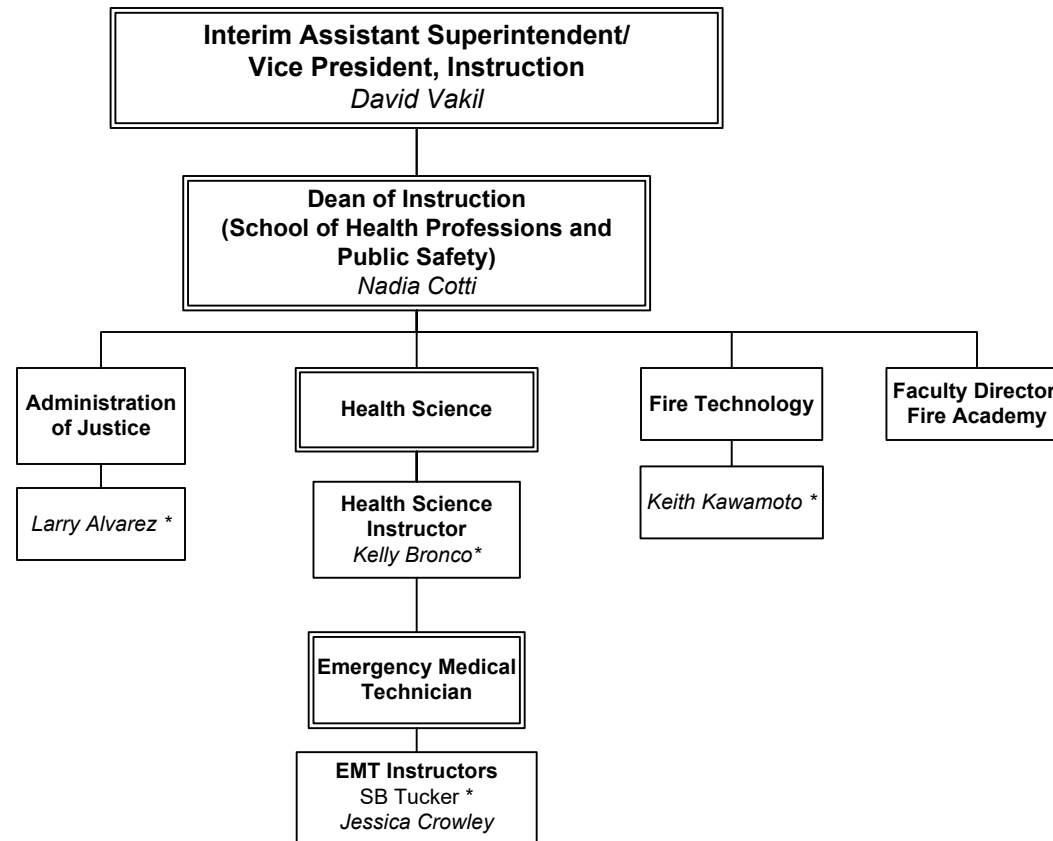 Interim Assistant Superintendent/
Vice President, Instruction
David Vakil
Dean of Instruction
(School of Health Professions and
Public Safety)
Nadia Cotti
Administration
of Justice
Larry Alvarez *
Health Science
Health Science
Instructor
Kelly Bronco*
Emergency Medical
Technician
EMT Instructors
SB Tucker *
Jessica Crowley
Fire Technology
Keith Kawamoto *
Faculty Director
Fire Academy